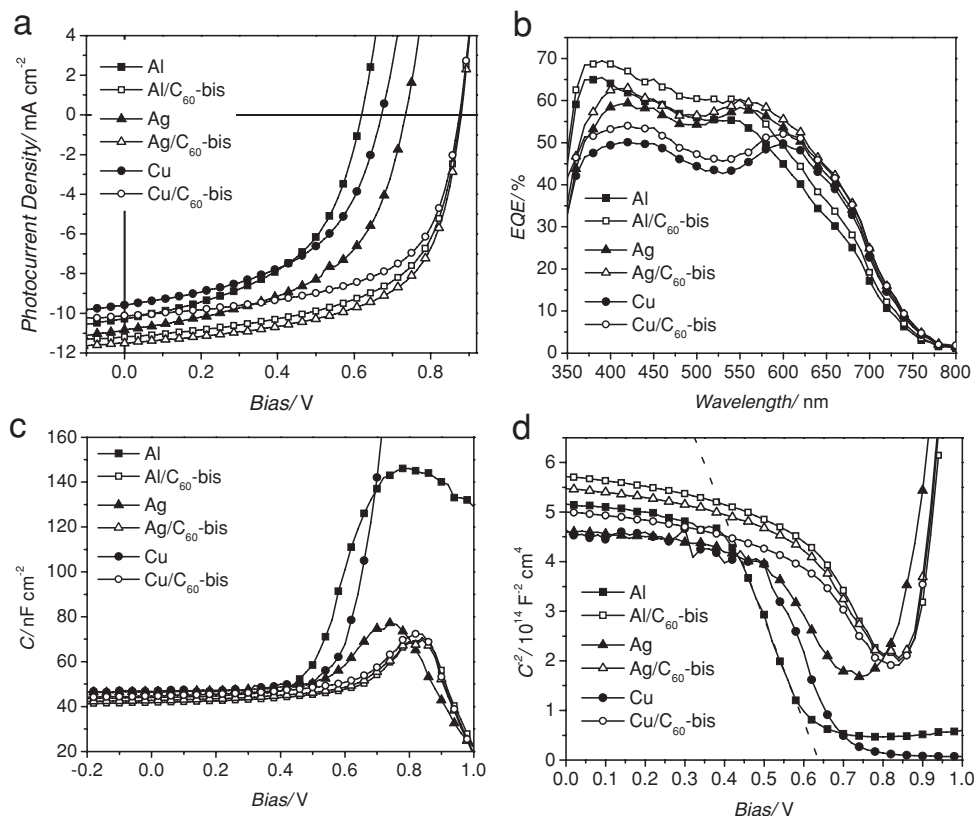 a
4
2
0
-2
-4
-6
-8
-10
-12
Photocurrent Density/ mA cm⁻²
Al
Al/C₆₀-bis
Ag
Ag/C₆₀-bis
Cu
Cu/C₆₀-bis
0.0 0.2 0.4 0.6 0.8
Bias/ V
b
70
65
60
55
50
45
40
35
30
25
20
15
10
5
0
EQE/ %
Al
Al/C₆₀-bis
Ag
Ag/C₆₀-bis
Cu
Cu/C₆₀-bis
350 400 450 500 550 600 650 700 750 800
Wavelength/ nm
c
160
140
120
100
80
60
40
20
C/ nF cm⁻²
Al
Al/C₆₀-bis
Ag
Ag/C₆₀-bis
Cu
Cu/C₆₀-bis
-0.2 0.0 0.2 0.4 0.6 0.8 1.0
Bias/ V
d
6
5
4
3
2
1
0
C⁻²/ 10¹⁴ F⁻² cm⁴
Al
Al/C₆₀-bis
Ag
Ag/C₆₀-bis
Cu
Cu/C₆₀-bis
0.0 0.1 0.2 0.3 0.4 0.5 0.6 0.7 0.8 0.9 1.0
Bias/ V